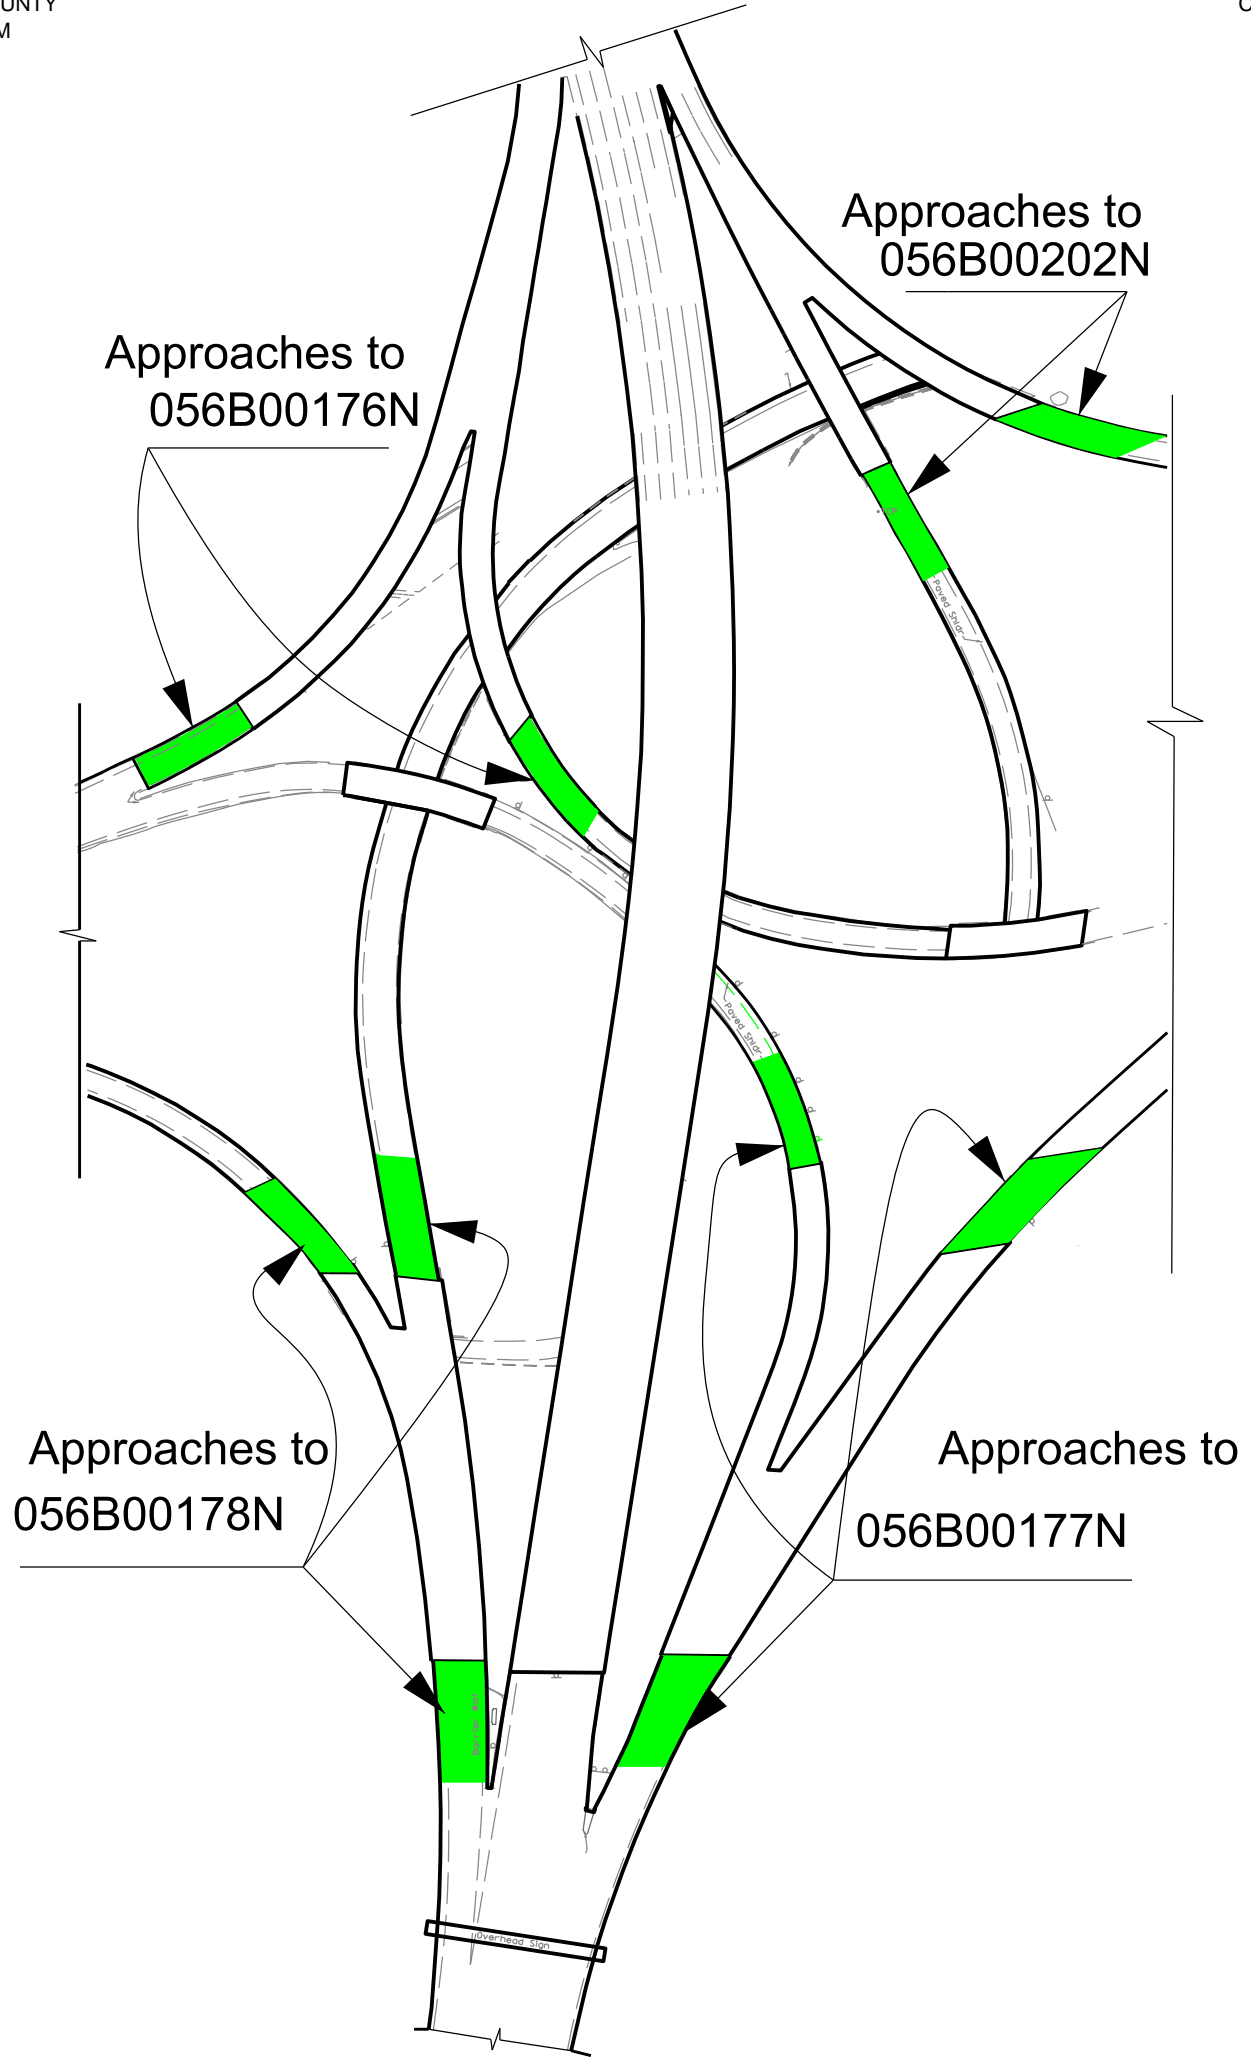 UNTY
M
Approaches to
056B00202N
Approaches to
056B00176N
Paved Shldr
Paved Shldr
Approaches to
056B00178N
Approaches to
056B00177N
Overhead Sign